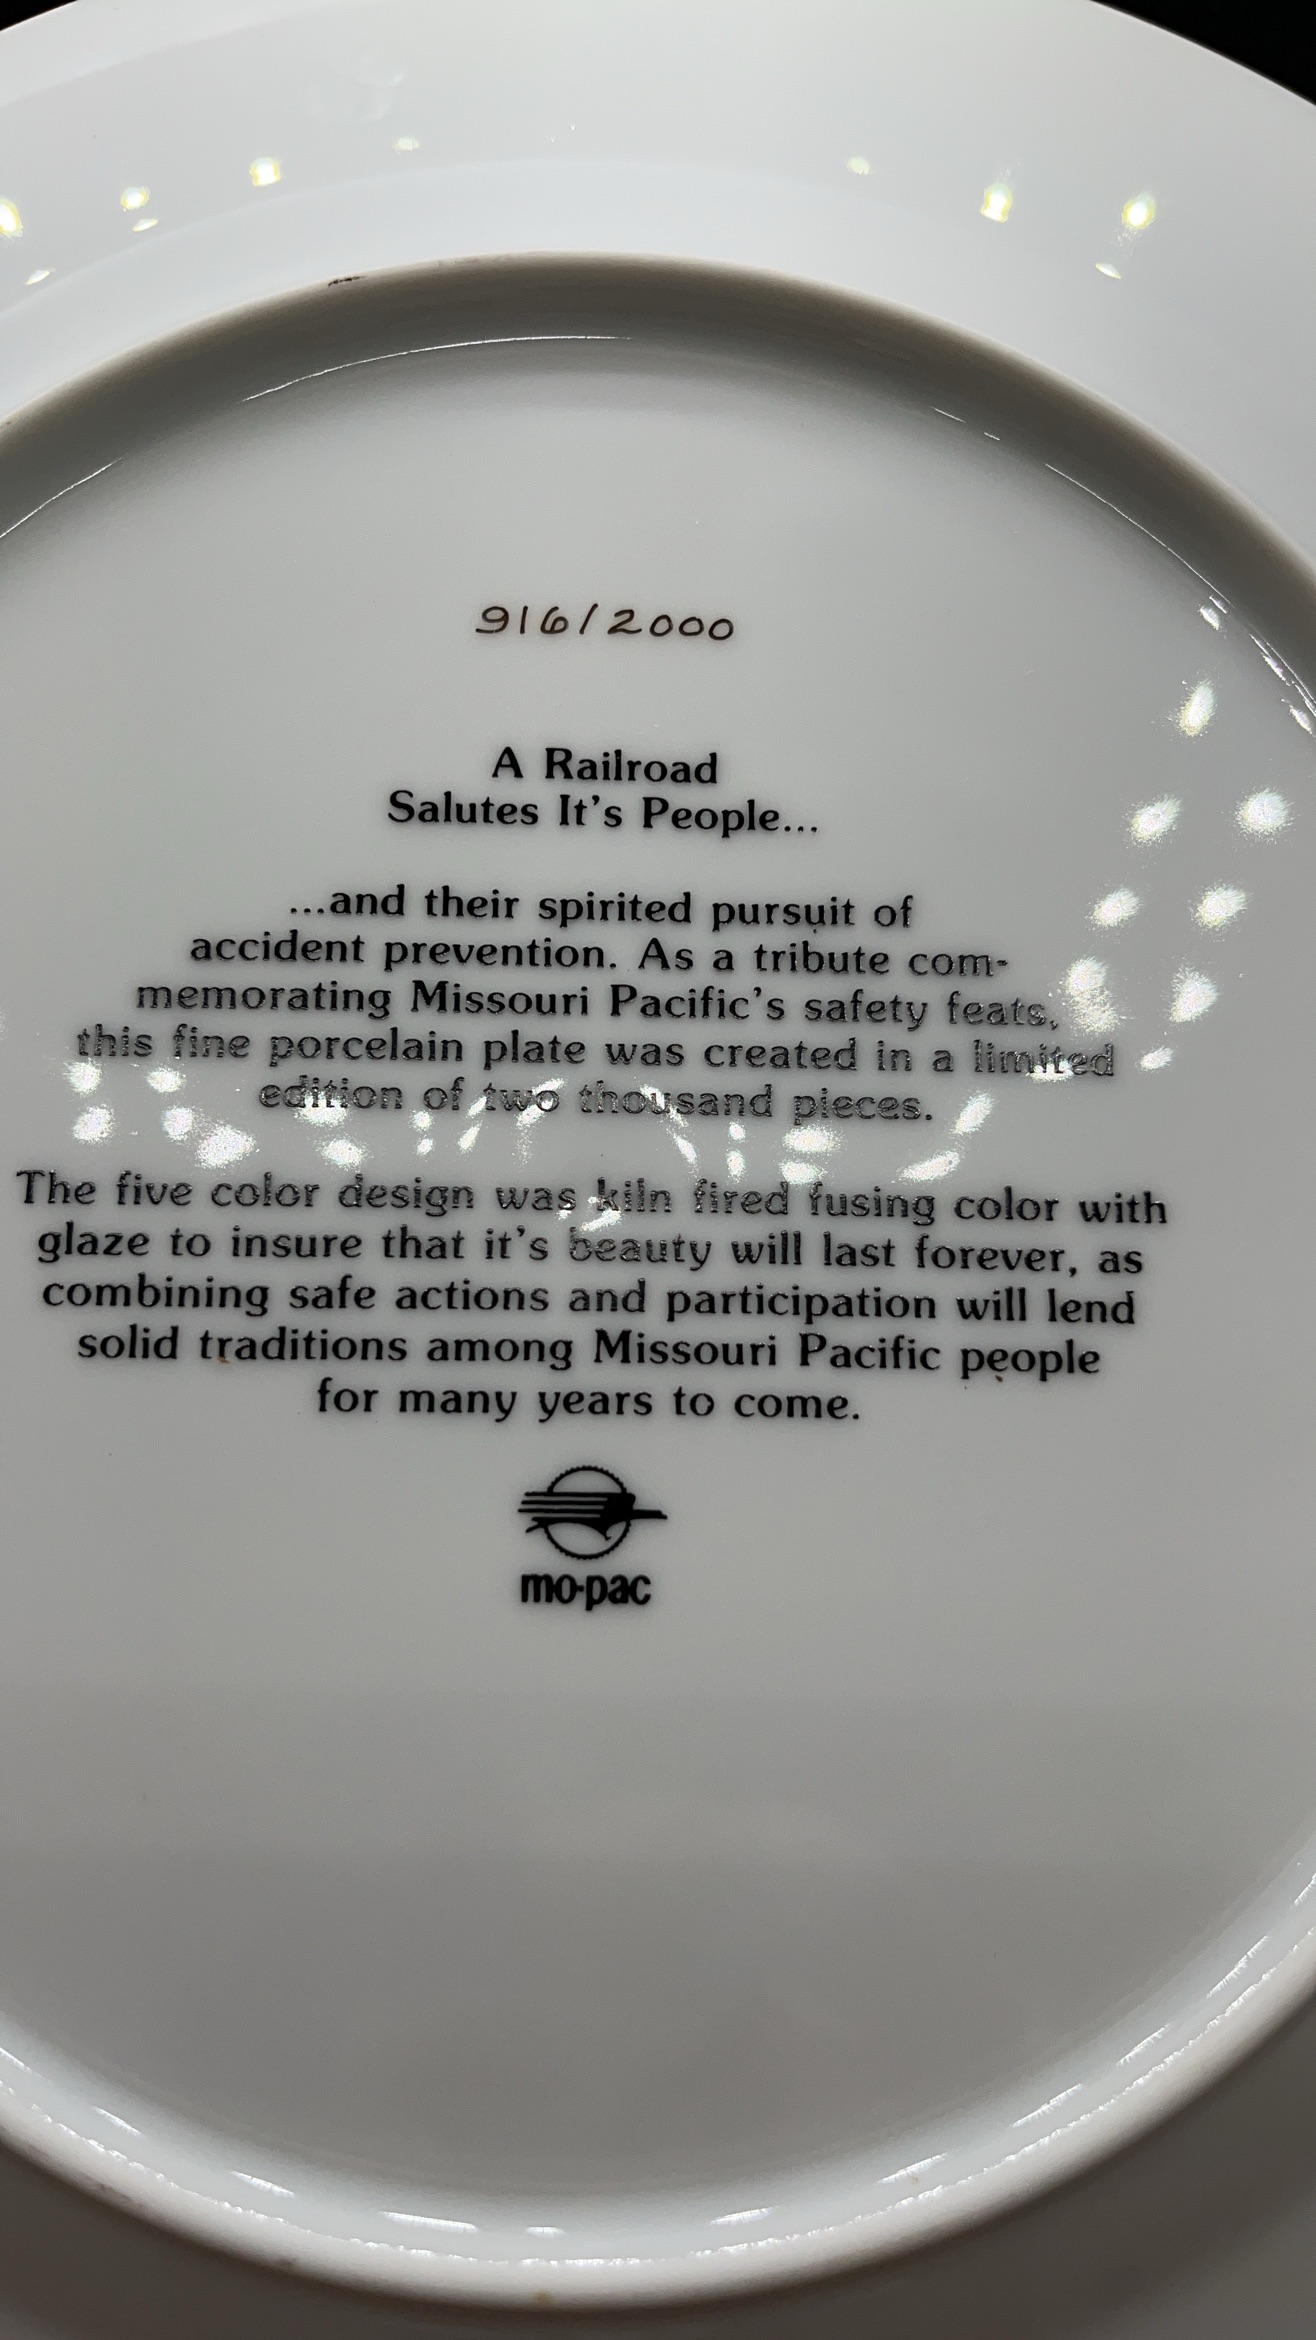 916/2000
A Railroad
Salutes It's People...
...and their spirited pursuit of
accident prevention. As a tribute com-
memorating Missouri Pacific's safety feats,
this fine porcelain plate was created in a limited
edition of two thousand pieces.
The five color design was kiln fired fusing color with
glaze to insure that it's beauty will last forever, as
combining safe actions and participation will lend
solid traditions among Missouri Pacific people
for many years to come.
mo-pac